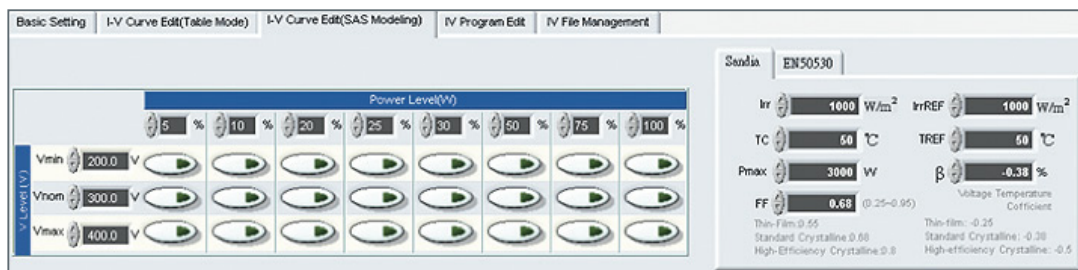 Basic Setting I-V Curve Edit(Table Mode) I-V Curve Edit(SAS Modeling) IV Program Edit IV File Management
Sandia EN50530
Power Level(W)
5 % 10 % 20 % 25 % 30 % 50 % 75 % 100 %
V Level (V)
Vmin 200.0 V
Vnom 300.0 V
Vmax 400.0 V
Irr 1000 W/m² IrrREF 1000 W/m²
TC 50 °C TREF 50 °C
Pmax 3000 W β -0.38 %
FF 0.68 (0.25~0.95) Voltage Temperature
Cofficient
Thin-Film:0.55 Thin-film: -0.25
Standard Crystalline:0.68 Standard Crystalline: -0.38
High-Efficiency Crystalline:0.8 High-efficiency Crystalline: -0.5